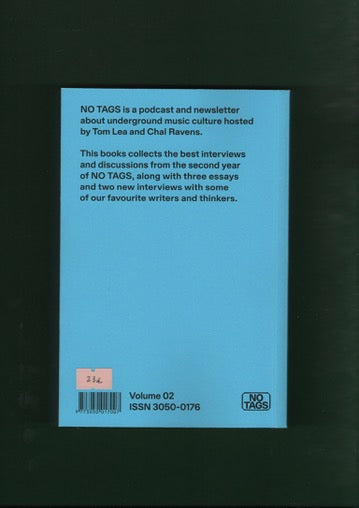 NO TAGS is a podcast and newsletter
about underground music culture hosted
by Tom Lea and Chal Ravens.
This books collects the best interviews
and discussions from the second year
of NO TAGS, along with three essays
and two new interviews with some
of our favourite writers and thinkers.
Volume 02
ISSN 3050-0176
NO
TAGS